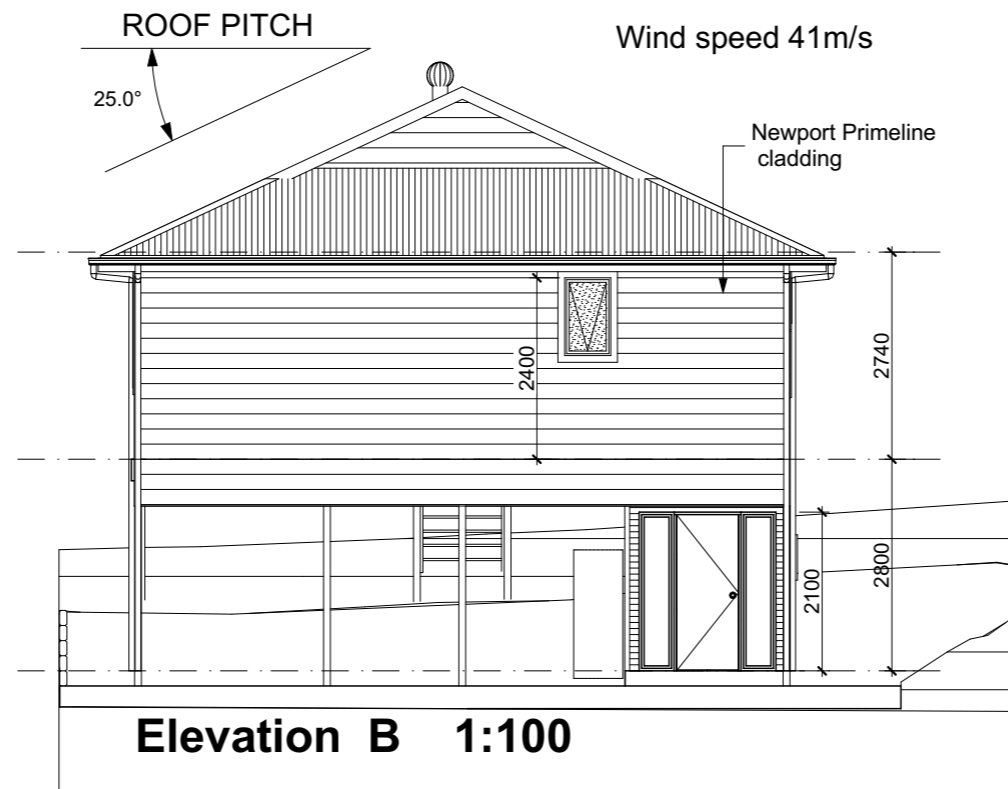 ROOF PITCH
Wind speed 41m/s
25.0°
Newport Primeline
cladding
2400
2740
2100
2800
Elevation B 1:100